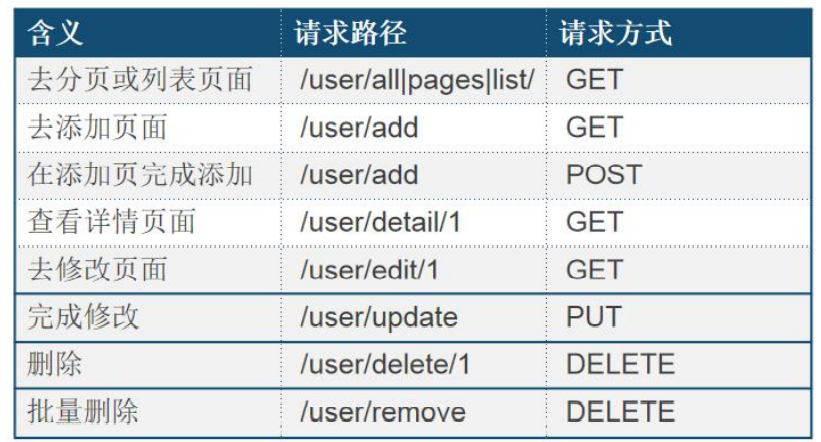 含义 请求路径 请求方式
去分页或列表页面 /user/all|pages|list/ GET
去添加页面 /user/add GET
在添加页完成添加 /user/add POST
查看详情页面 /user/detail/1 GET
去修改页面 /user/edit/1 GET
完成修改 /user/update PUT
删除 /user/delete/1 DELETE
批量删除 /user/remove DELETE